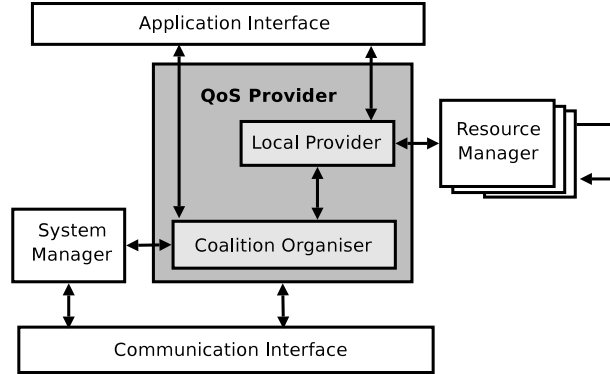 Application Interface
QoS Provider
Local Provider
Resource
Manager
System
Manager
Coalition Organiser
Communication Interface